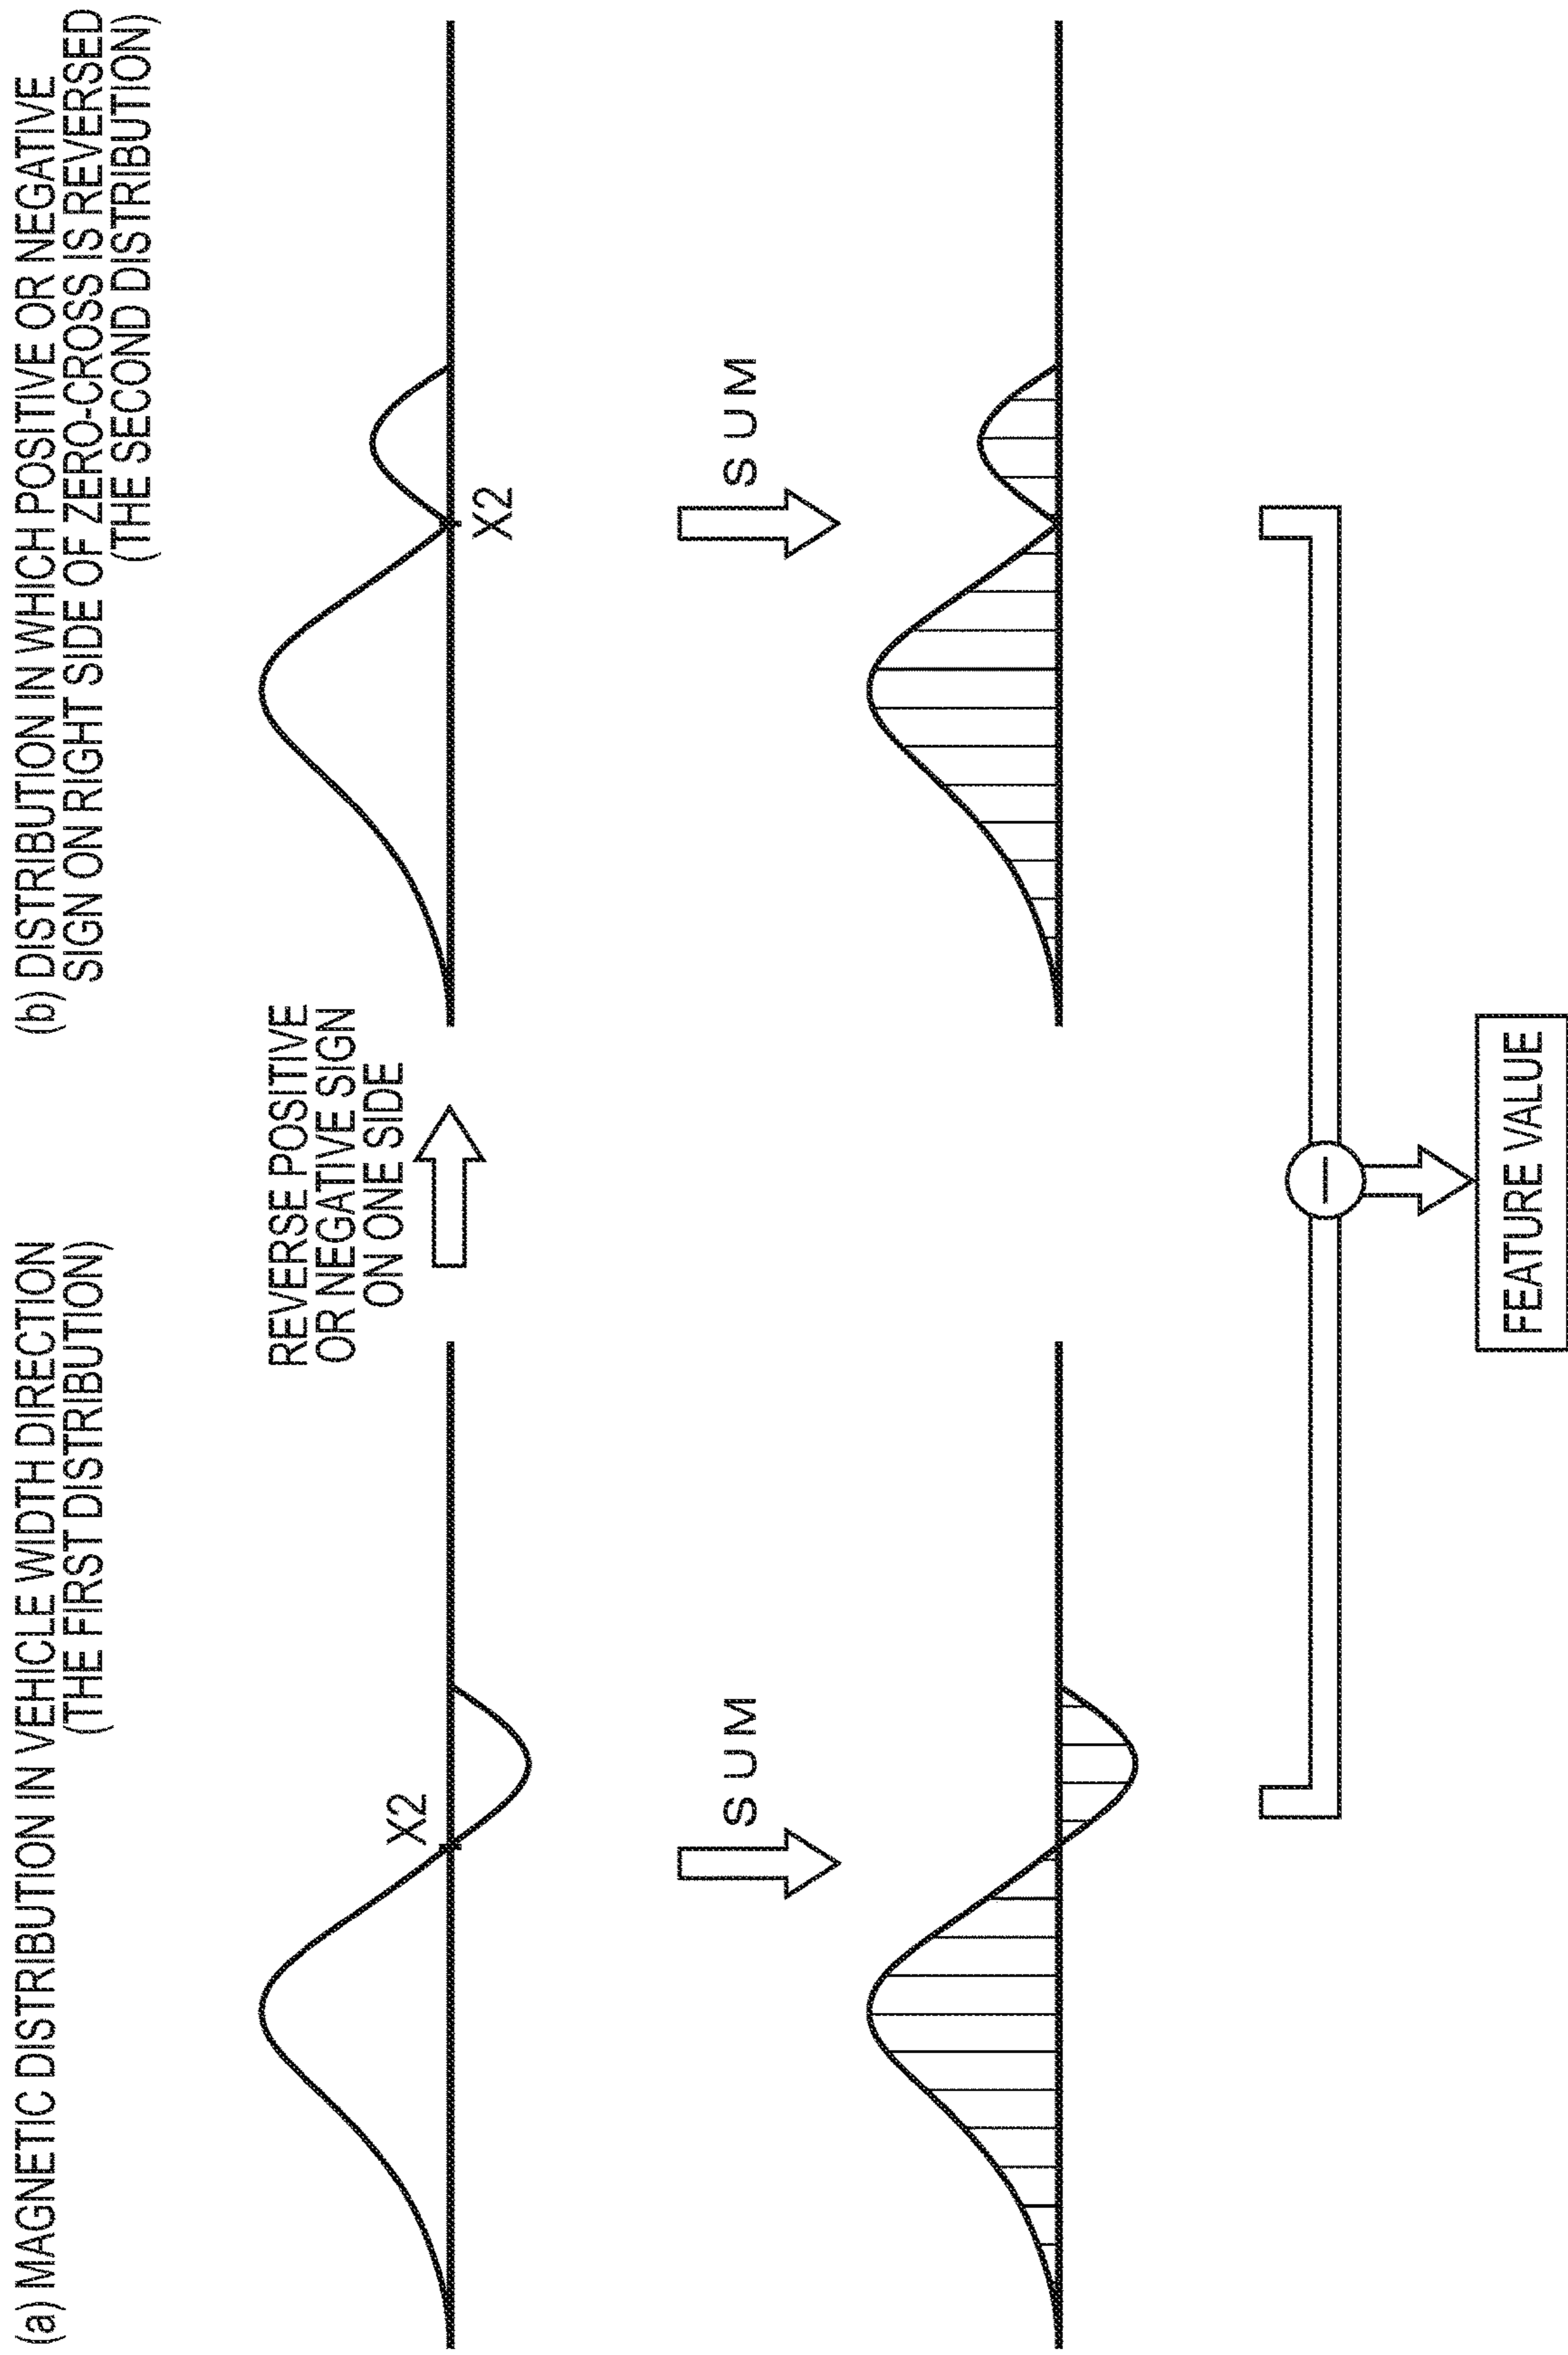 (a) MAGNETIC DISTRIBUTION IN VEHICLE WIDTH DIRECTION
(THE FIRST DISTRIBUTION)
(b) DISTRIBUTION IN WHICH POSITIVE OR NEGATIVE
SIGN ON RIGHT SIDE OF ZERO-CROSS IS REVERSED
(THE SECOND DISTRIBUTION)
REVERSE POSITIVE
OR NEGATIVE SIGN
ON ONE SIDE
X2
X2
SUM
SUM
−
FEATURE VALUE